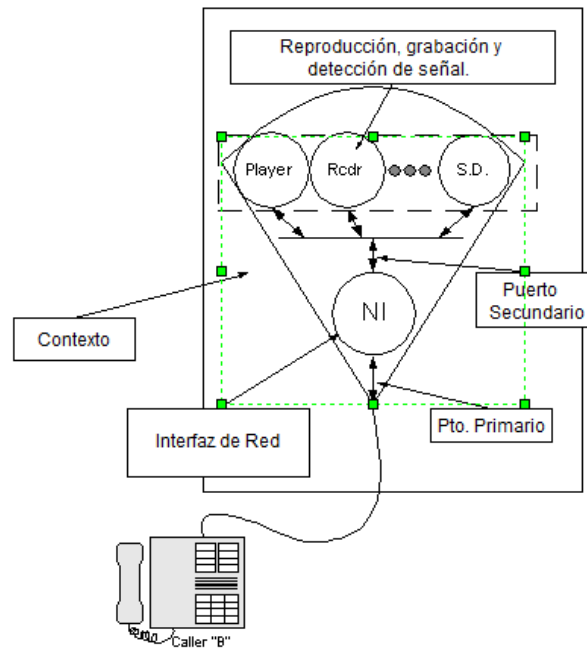 Reproducción, grabación y
detección de señal.
Player
Rcdr
S.D.
Puerto
Secundario
NI
Contexto
Interfaz de Red
Pto. Primario
Caller "B"